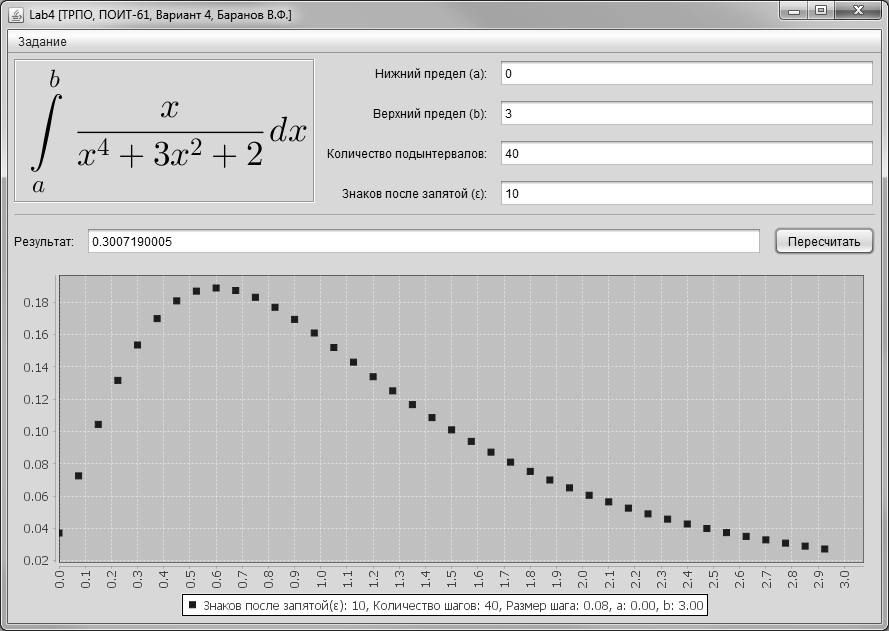 Lab4 [ТРПО, ПОИТ-61, Вариант 4, Баранов В.Ф.]
Задание
b
∫
a
x
x⁴ + 3x² + 2
dx
Нижний предел (a): 0
Верхний предел (b): 3
Количество подынтервалов: 40
Знаков после запятой (ε): 10
Результат: 0.3007190005 Пересчитать
0.18
0.16
0.14
0.12
0.10
0.08
0.06
0.04
0.02
0.0 0.1 0.2 0.3 0.4 0.5 0.6 0.7 0.8 0.9 1.0 1.1 1.2 1.3 1.4 1.5 1.6 1.7 1.8 1.9 2.0 2.1 2.2 2.3 2.4 2.5 2.6 2.7 2.8 2.9 3.0
Знаков после запятой(ε): 10, Количество шагов: 40, Размер шага: 0.08, a: 0.00, b: 3.00